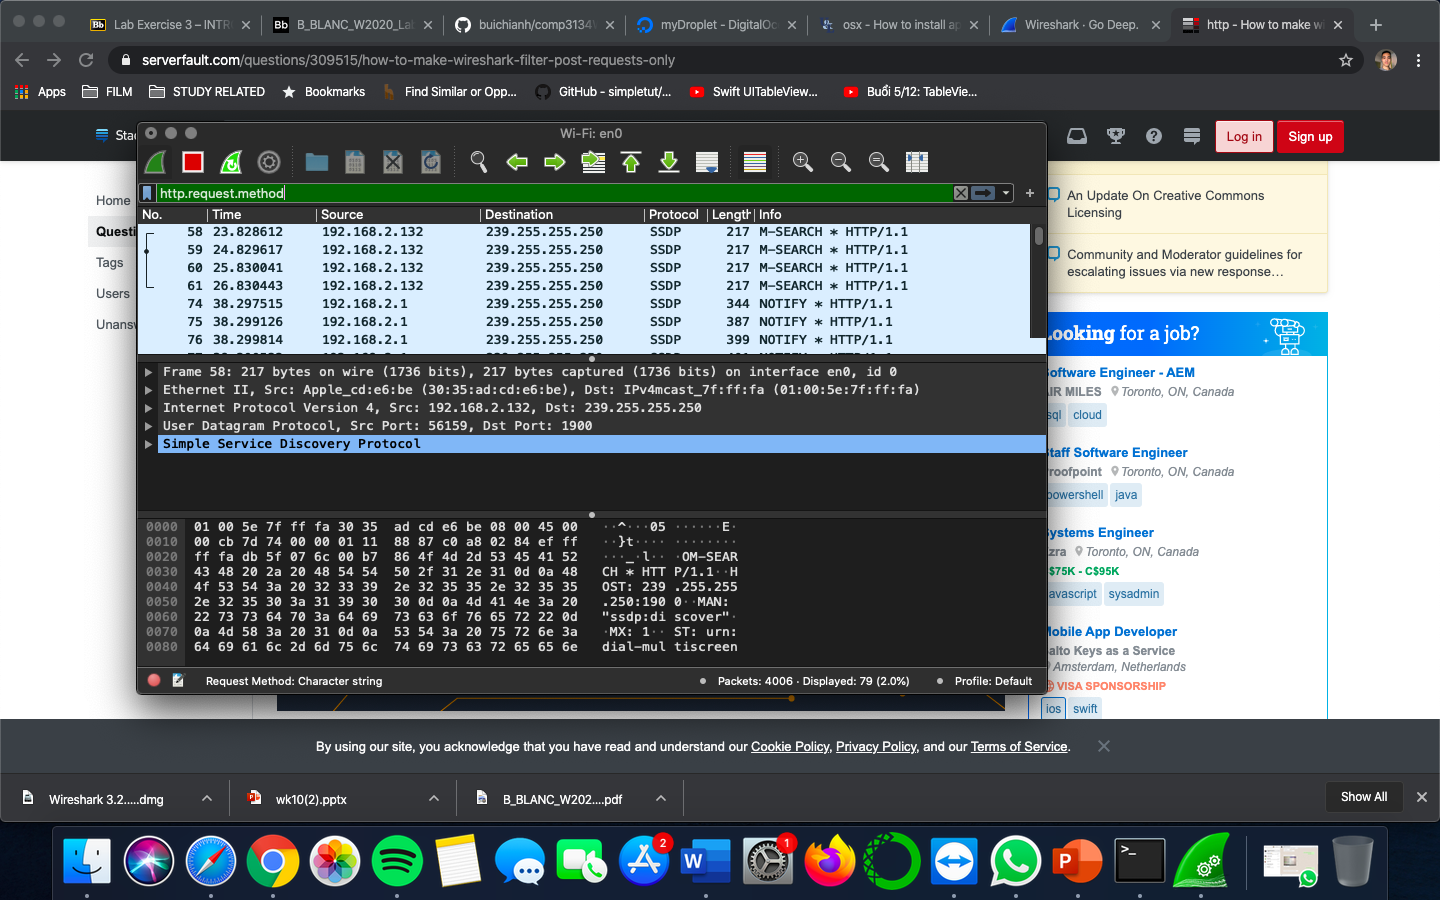 Lab Exercise 3 – INTR
B_BLANC_W2020_Lab
buichianh/comp3134
myDroplet - DigitalOc
osx - How to install ap
Wireshark · Go Deep.
http - How to make wi
serverfault.com/questions/309515/how-to-make-wireshark-filter-post-requests-only
Apps
FILM
STUDY RELATED
Bookmarks
Find Similar or Opp...
GitHub - simpletut/...
Swift UITableView...
Buổi 5/12: TableVie...
Stac
Log in
Sign up
Home
Questi
Tags
Users
Unansw
Wi-Fi: en0
http.request.method
No. Time Source Destination Protocol Length Info
58 23.828612 192.168.2.132 239.255.255.250 SSDP 217 M-SEARCH * HTTP/1.1
59 24.829617 192.168.2.132 239.255.255.250 SSDP 217 M-SEARCH * HTTP/1.1
60 25.830041 192.168.2.132 239.255.255.250 SSDP 217 M-SEARCH * HTTP/1.1
61 26.830443 192.168.2.132 239.255.255.250 SSDP 217 M-SEARCH * HTTP/1.1
74 38.297515 192.168.2.1 239.255.255.250 SSDP 344 NOTIFY * HTTP/1.1
75 38.299126 192.168.2.1 239.255.255.250 SSDP 387 NOTIFY * HTTP/1.1
76 38.299814 192.168.2.1 239.255.255.250 SSDP 399 NOTIFY * HTTP/1.1
Frame 58: 217 bytes on wire (1736 bits), 217 bytes captured (1736 bits) on interface en0, id 0
Ethernet II, Src: Apple_cd:e6:be (30:35:ad:cd:e6:be), Dst: IPv4mcast_7f:ff:fa (01:00:5e:7f:ff:fa)
Internet Protocol Version 4, Src: 192.168.2.132, Dst: 239.255.255.250
User Datagram Protocol, Src Port: 56159, Dst Port: 1900
Simple Service Discovery Protocol
0000 01 00 5e 7f ff fa 30 35 ad cd e6 be 08 00 45 00 ··^···05 ······E·
0010 00 cb 7d 74 00 00 01 11 88 87 c0 a8 02 84 ef ff ··}t···· ········
0020 ff fa db 5f 07 6c 00 b7 86 4f 4d 2d 53 45 41 52 ···_·l·· ·OM-SEAR
0030 43 48 20 2a 20 48 54 54 50 2f 31 2e 31 0d 0a 48 CH * HTT P/1.1··H
0040 4f 53 54 3a 20 32 33 39 2e 32 35 35 2e 32 35 35 OST: 239 .255.255
0050 2e 32 35 30 3a 31 39 30 30 0d 0a 4d 41 4e 3a 20 .250:190 0··MAN:
0060 22 73 73 64 70 3a 64 69 73 63 6f 76 65 72 22 0d "ssdp:di scover"·
0070 0a 4d 58 3a 20 31 0d 0a 53 54 3a 20 75 72 6e 3a ·MX: 1·· ST: urn:
0080 64 69 61 6c 2d 6d 75 6c 74 69 73 63 72 65 65 6e dial-mul tiscreen
Request Method: Character string
Packets: 4006 · Displayed: 79 (2.0%)
Profile: Default
An Update On Creative Commons
Licensing
Community and Moderator guidelines for
escalating issues via new response…
Looking for a job?
oftware Engineer - AEM
AIR MILES Toronto, ON, Canada
sql cloud
Staff Software Engineer
roofpoint Toronto, ON, Canada
powershell java
Systems Engineer
zra Toronto, ON, Canada
$75K - C$95K
javascript sysadmin
Mobile App Developer
Salto Keys as a Service
Amsterdam, Netherlands
VISA SPONSORSHIP
ios swift
By using our site, you acknowledge that you have read and understand our Cookie Policy, Privacy Policy, and our Terms of Service.
Wireshark 3.2.....dmg
wk10(2).pptx
B_BLANC_W202....pdf
Show All
2
1